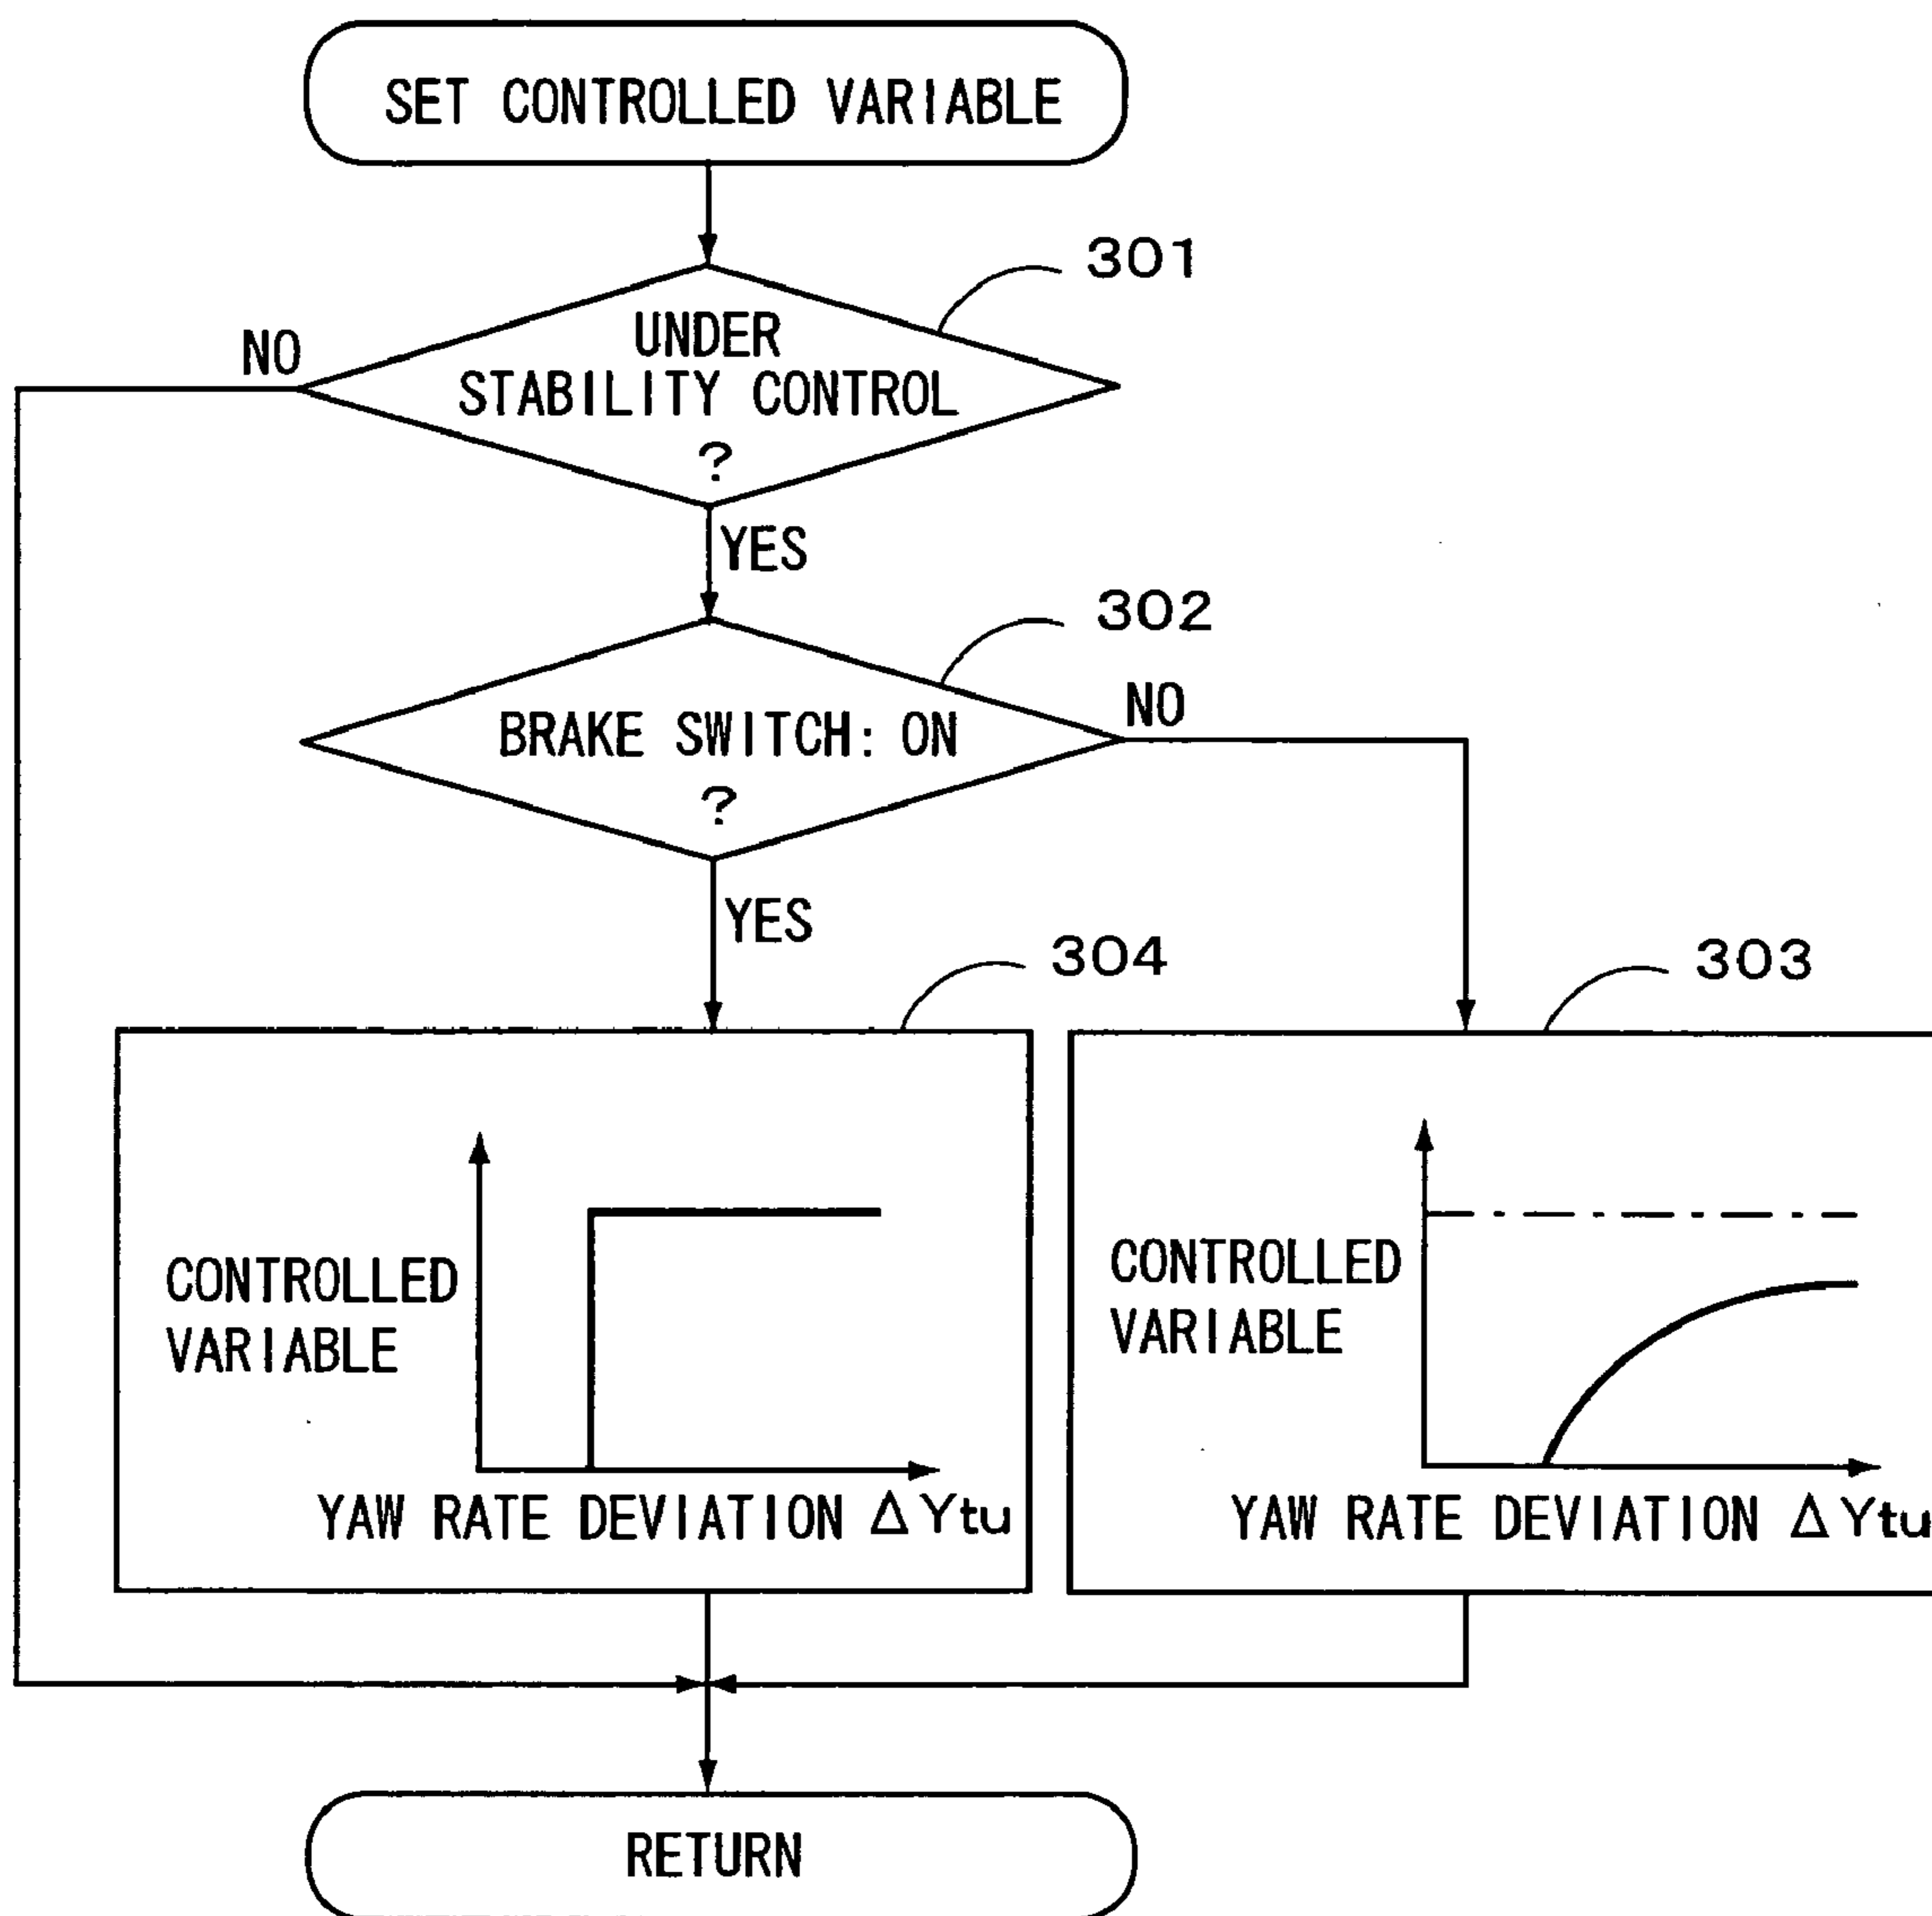 SET CONTROLLED VARIABLE
301
UNDER
STABILITY CONTROL
?
NO
YES
302
BRAKE SWITCH: ON
?
NO
YES
304
303
CONTROLLED
VARIABLE
YAW RATE DEVIATION ΔYtu
CONTROLLED
VARIABLE
YAW RATE DEVIATION ΔYtu
RETURN